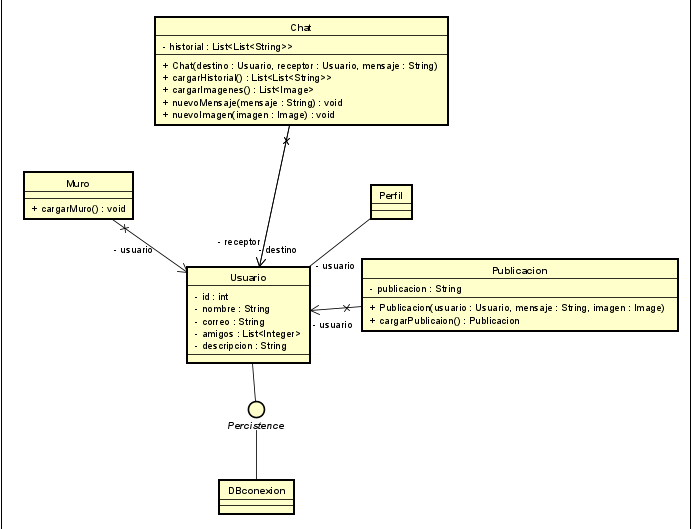 Chat
- historial : List<List<String>>
+ Chat(destino : Usuario, receptor : Usuario, mensaje : String)
+ cargarHistorial() : List<List<String>>
+ cargarImagenes() : List<Image>
+ nuevoMensaje(mensaje : String) : void
+ nuevoImagen(imagen : Image) : void
Muro
+ cargarMuro() : void
Perfil
- usuario
- receptor
- destino
- usuario
Usuario
- id : int
- nombre : String
- correo : String
- amigos : List<Integer>
- descripcion : String
Publicacion
- publicacion : String
+ Publicacion(usuario : Usuario, mensaje : String, imagen : Image)
+ cargarPublicaion() : Publicacion
- usuario
Percistence
DBconexion